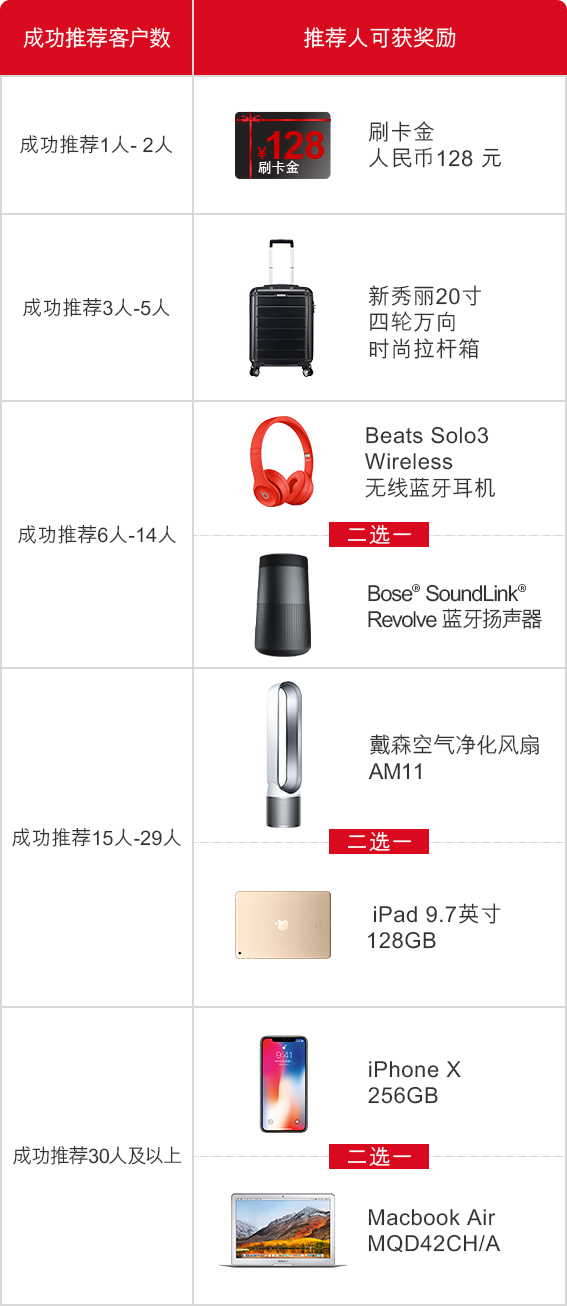 成功推荐客户数
推荐人可获奖励
成功推荐1人- 2人
¥128
刷卡金
刷卡金
人民币128 元
成功推荐3人-5人
新秀丽20寸
四轮万向
时尚拉杆箱
成功推荐6人-14人
Beats Solo3
Wireless
无线蓝牙耳机
二选一
Bose® SoundLink®
Revolve 蓝牙扬声器
成功推荐15人-29人
戴森空气净化风扇
AM11
二选一
iPad 9.7英寸
128GB
成功推荐30人及以上
9:41
iPhone X
256GB
二选一
Macbook Air
MQD42CH/A